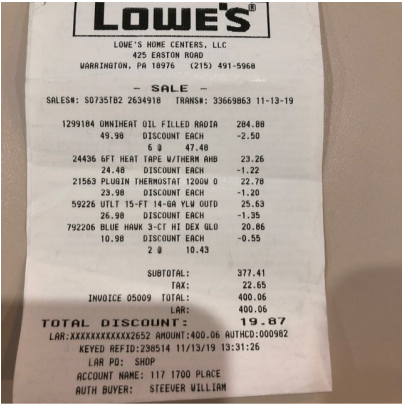 LOWE'S®
LOWE'S HOME CENTERS, LLC
425 EASTON ROAD
WARRINGTON, PA 18976 (215) 491-5968
- SALE -
SALES#: S0735TB2 2634918 TRANS#: 33669863 11-13-19
1299184 OMNIHEAT OIL FILLED RADIA 284.88
49.98 DISCOUNT EACH -2.50
6 @ 47.48
24436 6FT HEAT TAPE W/THERM AHB 23.26
24.48 DISCOUNT EACH -1.22
21563 PLUGIN THERMOSTAT 1200W O 22.78
23.98 DISCOUNT EACH -1.20
59226 UTLT 15-FT 14-GA YLW OUTD 25.63
26.98 DISCOUNT EACH -1.35
792206 BLUE HAWK 3-CT HI DEX GLO 20.86
10.98 DISCOUNT EACH -0.55
2 @ 10.43
SUBTOTAL: 377.41
TAX: 22.65
INVOICE 05009 TOTAL: 400.06
LAR: 400.06
TOTAL DISCOUNT: 19.87
LAR:XXXXXXXXXXXX2652 AMOUNT:400.06 AUTHCD:000982
KEYED REFID:238514 11/13/19 13:31:26
LAR PO: SHOP
ACCOUNT NAME: 117 1700 PLACE
AUTH BUYER: STEEVER WILLIAM